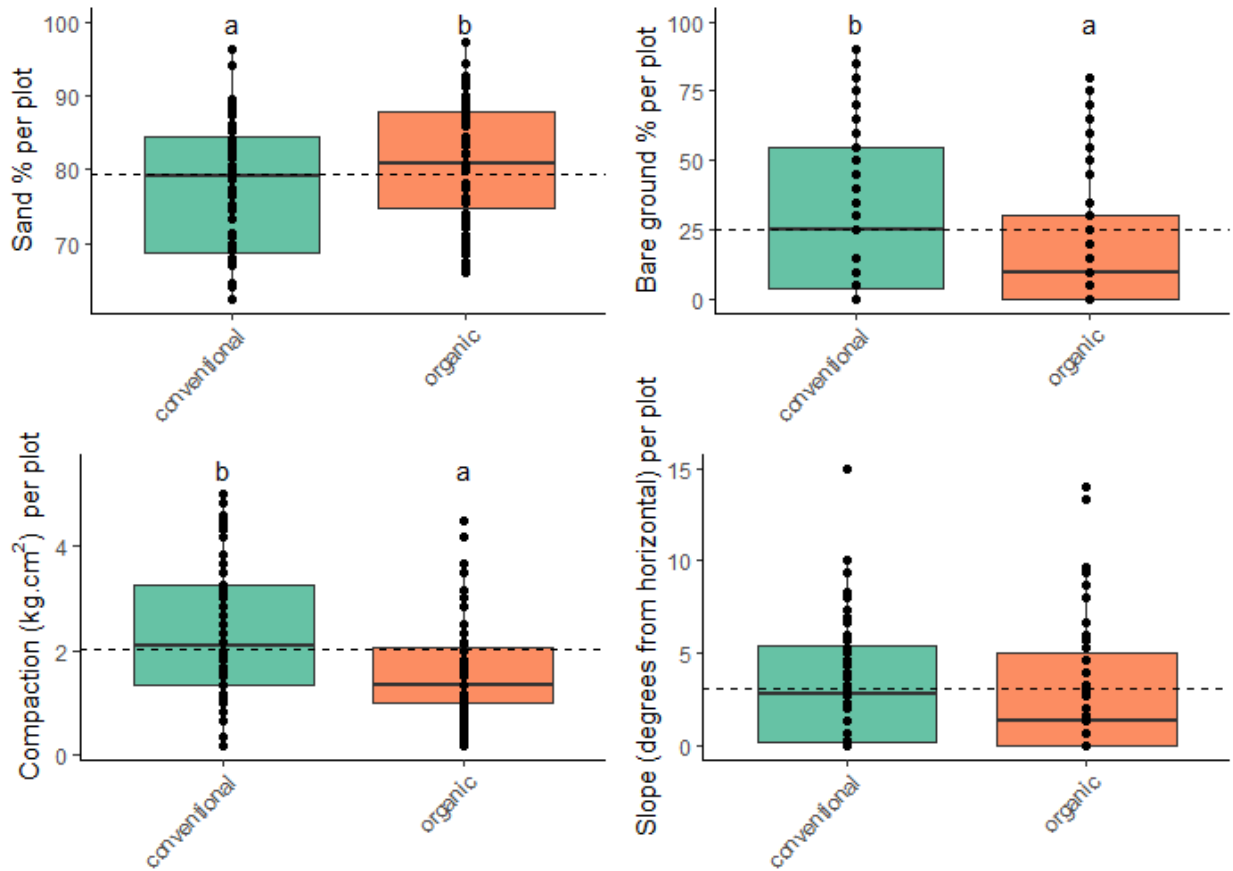 Sand % per plot
100
90
80
70
a
b
conventional
organic
Bare ground % per plot
100
75
50
25
0
b
a
conventional
organic
Compaction (kg.cm²) per plot
4
2
0
b
a
conventional
organic
Slope (degrees from horizontal) per plot
15
10
5
0
conventional
organic